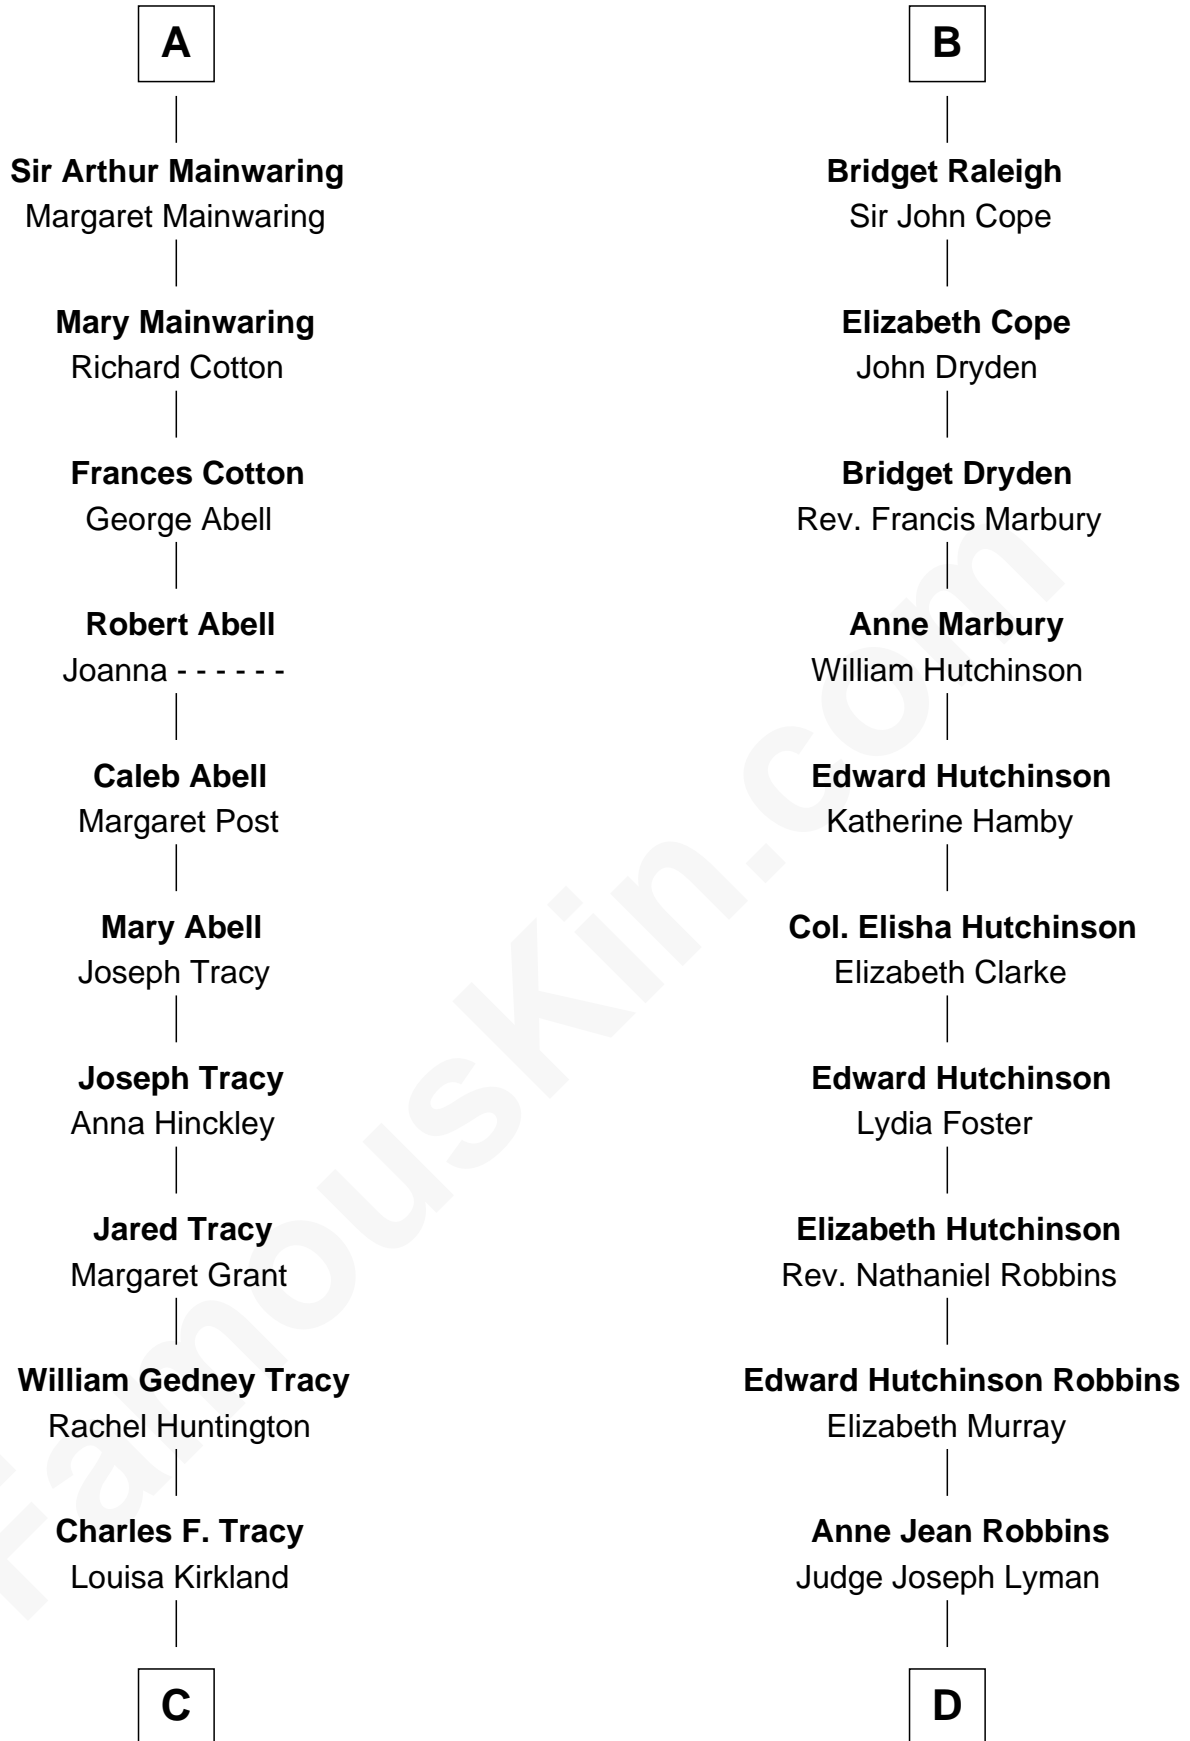 A
Sir Arthur Mainwaring
Margaret Mainwaring
Mary Mainwaring
Richard Cotton
Frances Cotton
George Abell
Robert Abell
Joanna - - - - - -
Caleb Abell
Margaret Post
Mary Abell
Joseph Tracy
Joseph Tracy
Anna Hinckley
Jared Tracy
Margaret Grant
William Gedney Tracy
Rachel Huntington
Charles F. Tracy
Louisa Kirkland
C
B
Bridget Raleigh
Sir John Cope
Elizabeth Cope
John Dryden
Bridget Dryden
Rev. Francis Marbury
Anne Marbury
William Hutchinson
Edward Hutchinson
Katherine Hamby
Col. Elisha Hutchinson
Elizabeth Clarke
Edward Hutchinson
Lydia Foster
Elizabeth Hutchinson
Rev. Nathaniel Robbins
Edward Hutchinson Robbins
Elizabeth Murray
Anne Jean Robbins
Judge Joseph Lyman
D
FamousKin.com